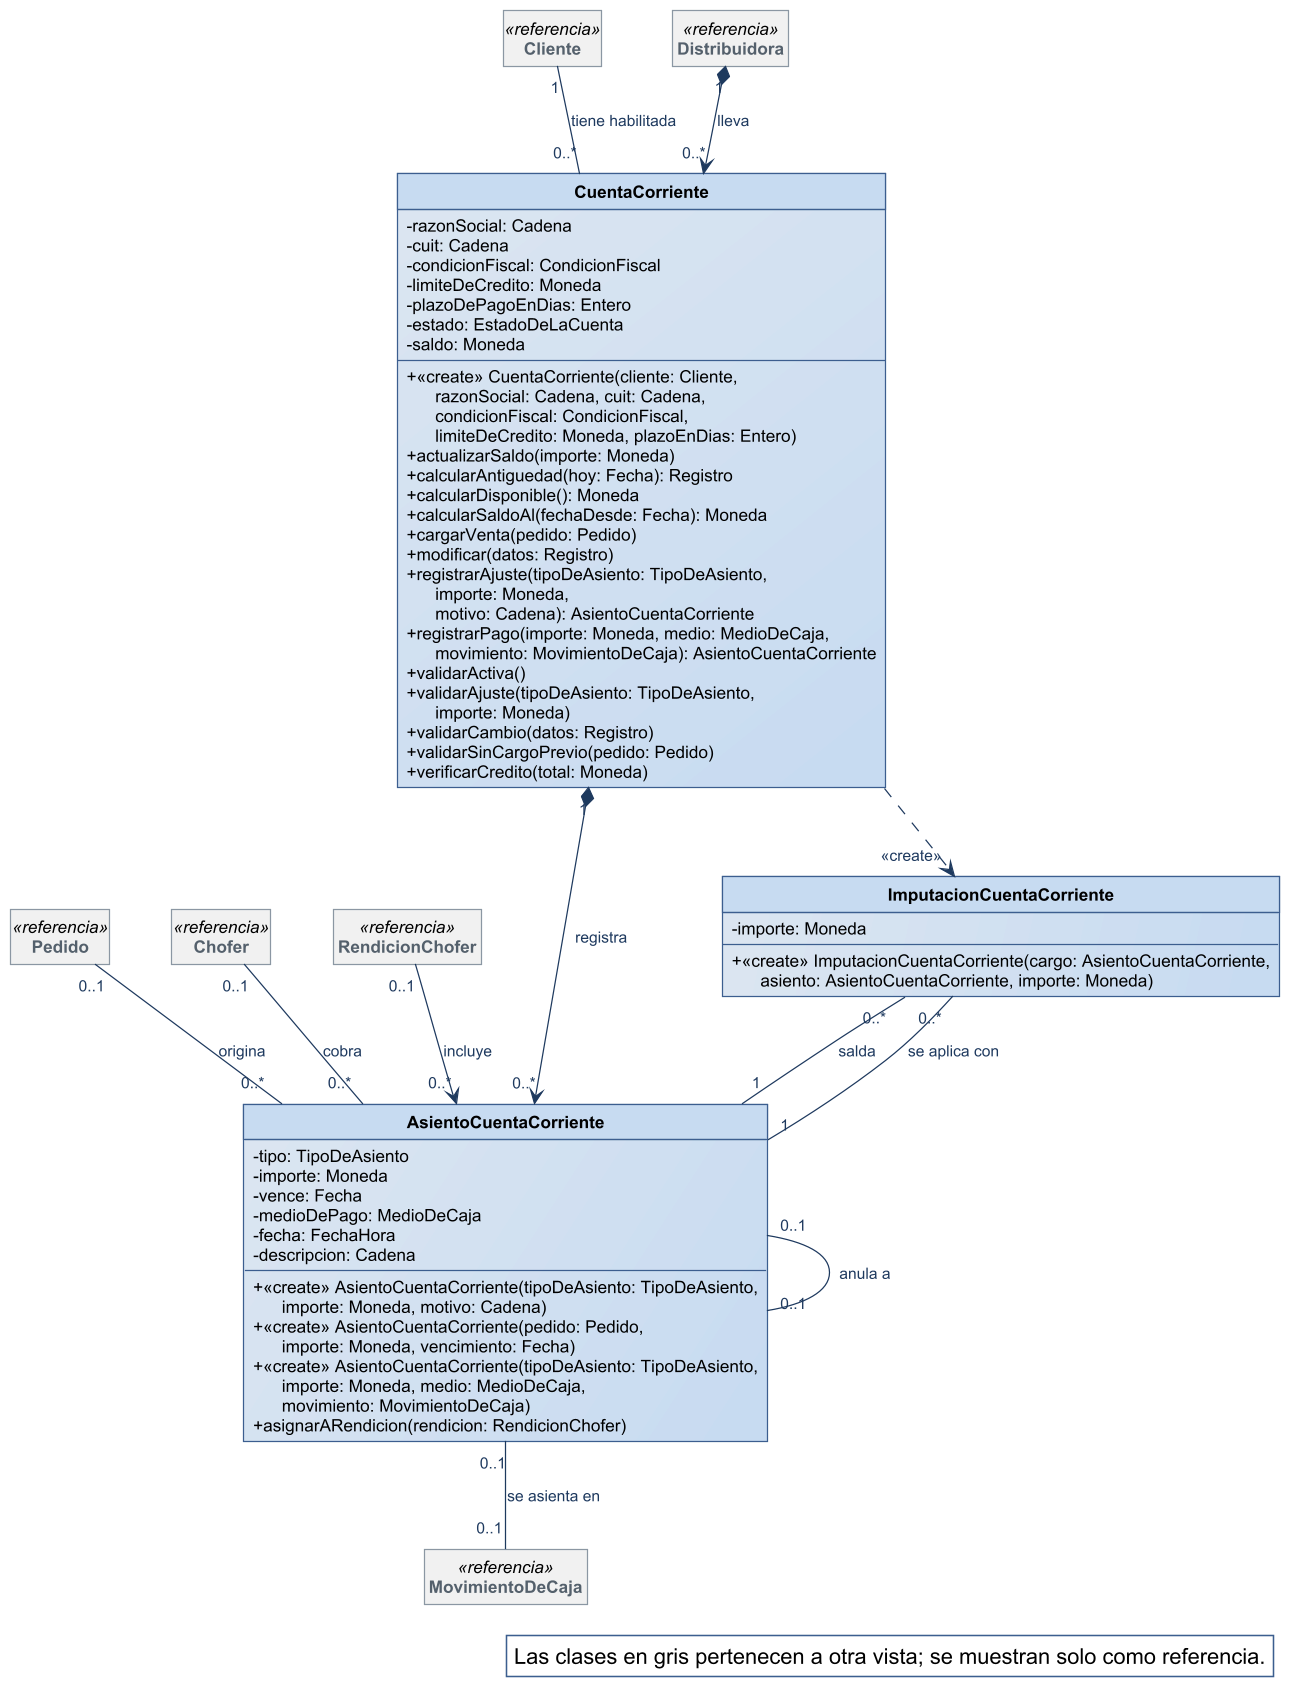 «referencia»
Cliente
«referencia»
Distribuidora
1
1
tiene habilitada
lleva
0..*
0..*
CuentaCorriente
-razonSocial: Cadena
-cuit: Cadena
-condicionFiscal: CondicionFiscal
-limiteDeCredito: Moneda
-plazoDePagoEnDias: Entero
-estado: EstadoDeLaCuenta
-saldo: Moneda
+«create» CuentaCorriente(cliente: Cliente,
razonSocial: Cadena, cuit: Cadena,
condicionFiscal: CondicionFiscal,
limiteDeCredito: Moneda, plazoEnDias: Entero)
+actualizarSaldo(importe: Moneda)
+calcularAntiguedad(hoy: Fecha): Registro
+calcularDisponible(): Moneda
+calcularSaldoAl(fechaDesde: Fecha): Moneda
+cargarVenta(pedido: Pedido)
+modificar(datos: Registro)
+registrarAjuste(tipoDeAsiento: TipoDeAsiento,
importe: Moneda,
motivo: Cadena): AsientoCuentaCorriente
+registrarPago(importe: Moneda, medio: MedioDeCaja,
movimiento: MovimientoDeCaja): AsientoCuentaCorriente
+validarActiva()
+validarAjuste(tipoDeAsiento: TipoDeAsiento,
importe: Moneda)
+validarCambio(datos: Registro)
+validarSinCargoPrevio(pedido: Pedido)
+verificarCredito(total: Moneda)
1
«create»
ImputacionCuentaCorriente
-importe: Moneda
+«create» ImputacionCuentaCorriente(cargo: AsientoCuentaCorriente,
asiento: AsientoCuentaCorriente, importe: Moneda)
«referencia»
Pedido
«referencia»
Chofer
«referencia»
RendicionChofer
registra
0..1
0..1
0..1
0..*
0..*
origina
cobra
incluye
salda
se aplica con
0..*
0..*
0..*
0..*
1
1
AsientoCuentaCorriente
-tipo: TipoDeAsiento
-importe: Moneda
-vence: Fecha
-medioDePago: MedioDeCaja
-fecha: FechaHora
-descripcion: Cadena
+«create» AsientoCuentaCorriente(tipoDeAsiento: TipoDeAsiento,
importe: Moneda, motivo: Cadena)
+«create» AsientoCuentaCorriente(pedido: Pedido,
importe: Moneda, vencimiento: Fecha)
+«create» AsientoCuentaCorriente(tipoDeAsiento: TipoDeAsiento,
importe: Moneda, medio: MedioDeCaja,
movimiento: MovimientoDeCaja)
+asignarARendicion(rendicion: RendicionChofer)
0..1
anula a
0..1
0..1
se asienta en
0..1
«referencia»
MovimientoDeCaja
Las clases en gris pertenecen a otra vista; se muestran solo como referencia.